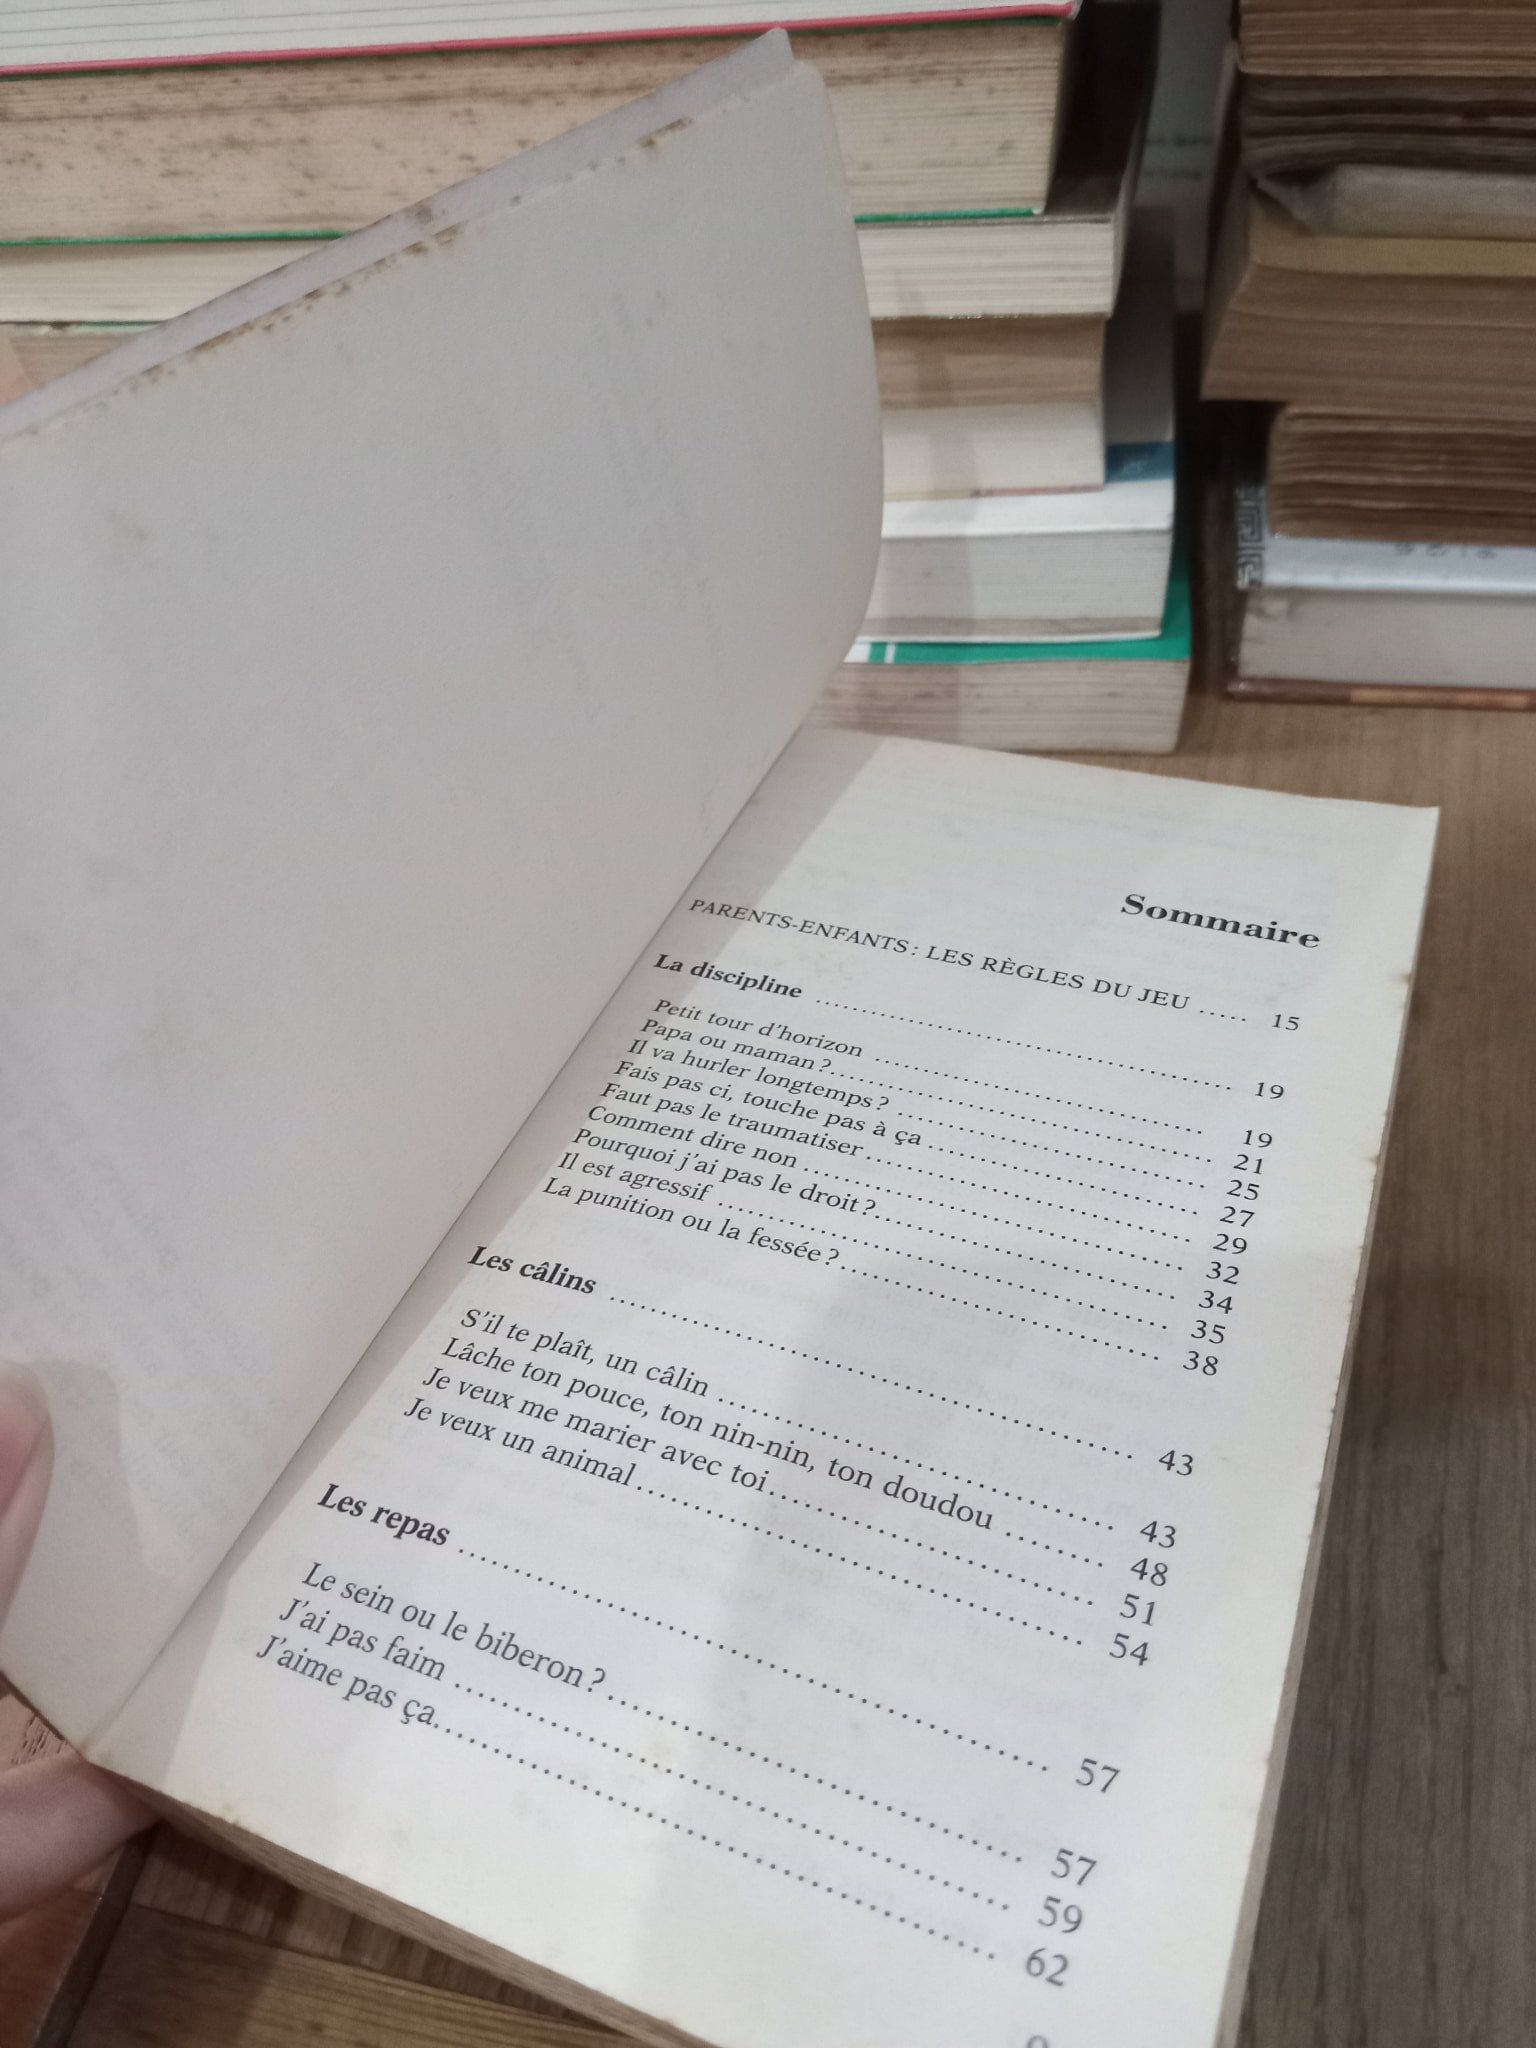 Sommaire
PARENTS-ENFANTS : LES RÈGLES DU JEU ..... 15
La discipline ........................................ 19
Petit tour d'horizon .................................. 19
Papa ou maman ?.................................. 21
Il va hurler longtemps ? ............................ 25
Fais pas ci, touche pas à ça ........................ 27
Faut pas le traumatiser............................. 29
Comment dire non ................................ 32
Pourquoi j'ai pas le droit ?.......................... 34
Il est agressif ...................................... 35
La punition ou la fessée ?........................... 38
Les câlins ........................................... 43
S'il te plaît, un câlin ................................ 43
Lâche ton pouce, ton nin-nin, ton doudou ........ 48
Je veux me marier avec toi.......................... 51
Je veux un animal.................................. 54
Les repas ............................................ 57
Le sein ou le biberon ?.............................. 57
J'ai pas faim ....................................... 59
J'aime pas ça....................................... 62